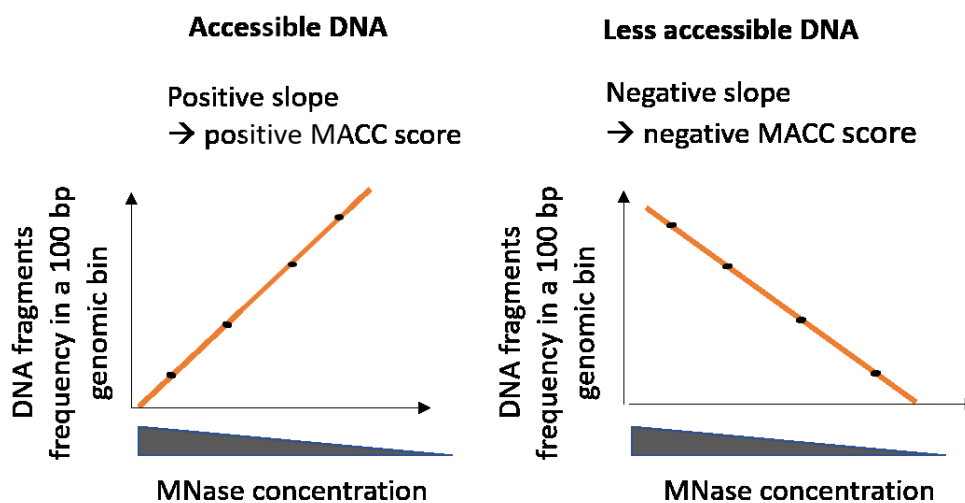 Accessible DNA
Positive slope
→ positive MACC score
DNA fragments
frequency in a 100 bp
genomic bin
MNase concentration
Less accessible DNA
Negative slope
→ negative MACC score
DNA fragments
frequency in a 100 bp
genomic bin
MNase concentration